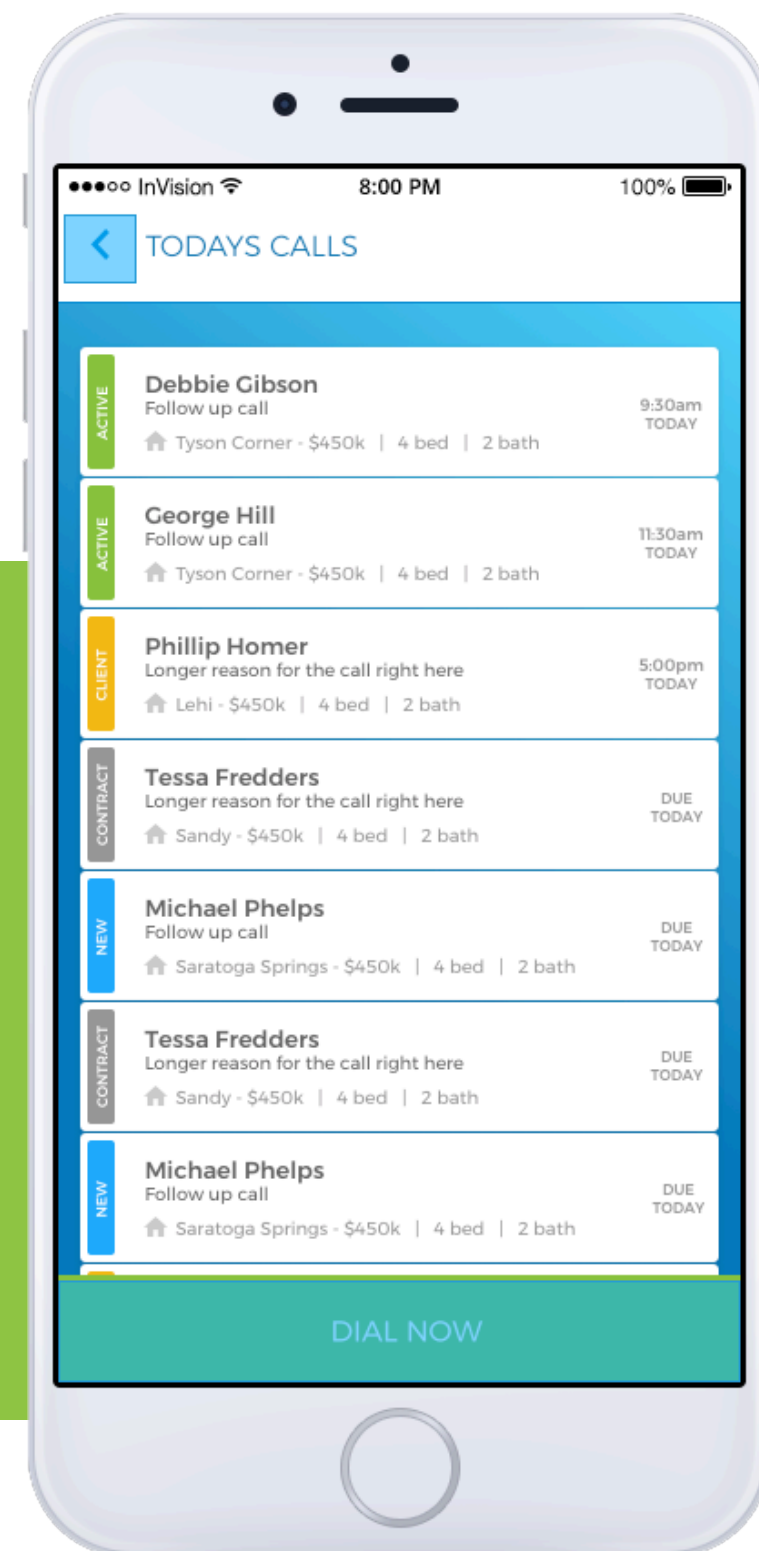 InVision 8:00 PM 100%
TODAYS CALLS
ACTIVE
Debbie Gibson
Follow up call
Tyson Corner - $450k | 4 bed | 2 bath
9:30am
TODAY
ACTIVE
George Hill
Follow up call
Tyson Corner - $450k | 4 bed | 2 bath
11:30am
TODAY
CLIENT
Phillip Homer
Longer reason for the call right here
Lehi - $450k | 4 bed | 2 bath
5:00pm
TODAY
CONTRACT
Tessa Fredders
Longer reason for the call right here
Sandy - $450k | 4 bed | 2 bath
DUE
TODAY
NEW
Michael Phelps
Follow up call
Saratoga Springs - $450k | 4 bed | 2 bath
DUE
TODAY
CONTRACT
Tessa Fredders
Longer reason for the call right here
Sandy - $450k | 4 bed | 2 bath
DUE
TODAY
NEW
Michael Phelps
Follow up call
Saratoga Springs - $450k | 4 bed | 2 bath
DUE
TODAY
DIAL NOW